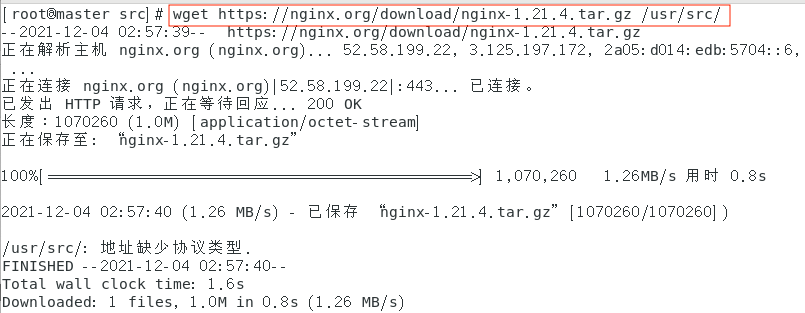 [root@master src]# wget https://nginx.org/download/nginx-1.21.4.tar.gz /usr/src/
--2021-12-04 02:57:39--  https://nginx.org/download/nginx-1.21.4.tar.gz
正在解析主机 nginx.org (nginx.org)... 52.58.199.22, 3.125.197.172, 2a05:d014:edb:5704::6,
 ...
正在连接 nginx.org (nginx.org)|52.58.199.22|:443... 已连接。
已发出 HTTP 请求，正在等待回应... 200 OK
长度：1070260 (1.0M) [application/octet-stream]
正在保存至: “nginx-1.21.4.tar.gz”
100%[======================================>] 1,070,260   1.26MB/s 用时 0.8s
2021-12-04 02:57:40 (1.26 MB/s) - 已保存 “nginx-1.21.4.tar.gz” [1070260/1070260])
/usr/src/: 地址缺少协议类型.
FINISHED --2021-12-04 02:57:40--
Total wall clock time: 1.6s
Downloaded: 1 files, 1.0M in 0.8s (1.26 MB/s)